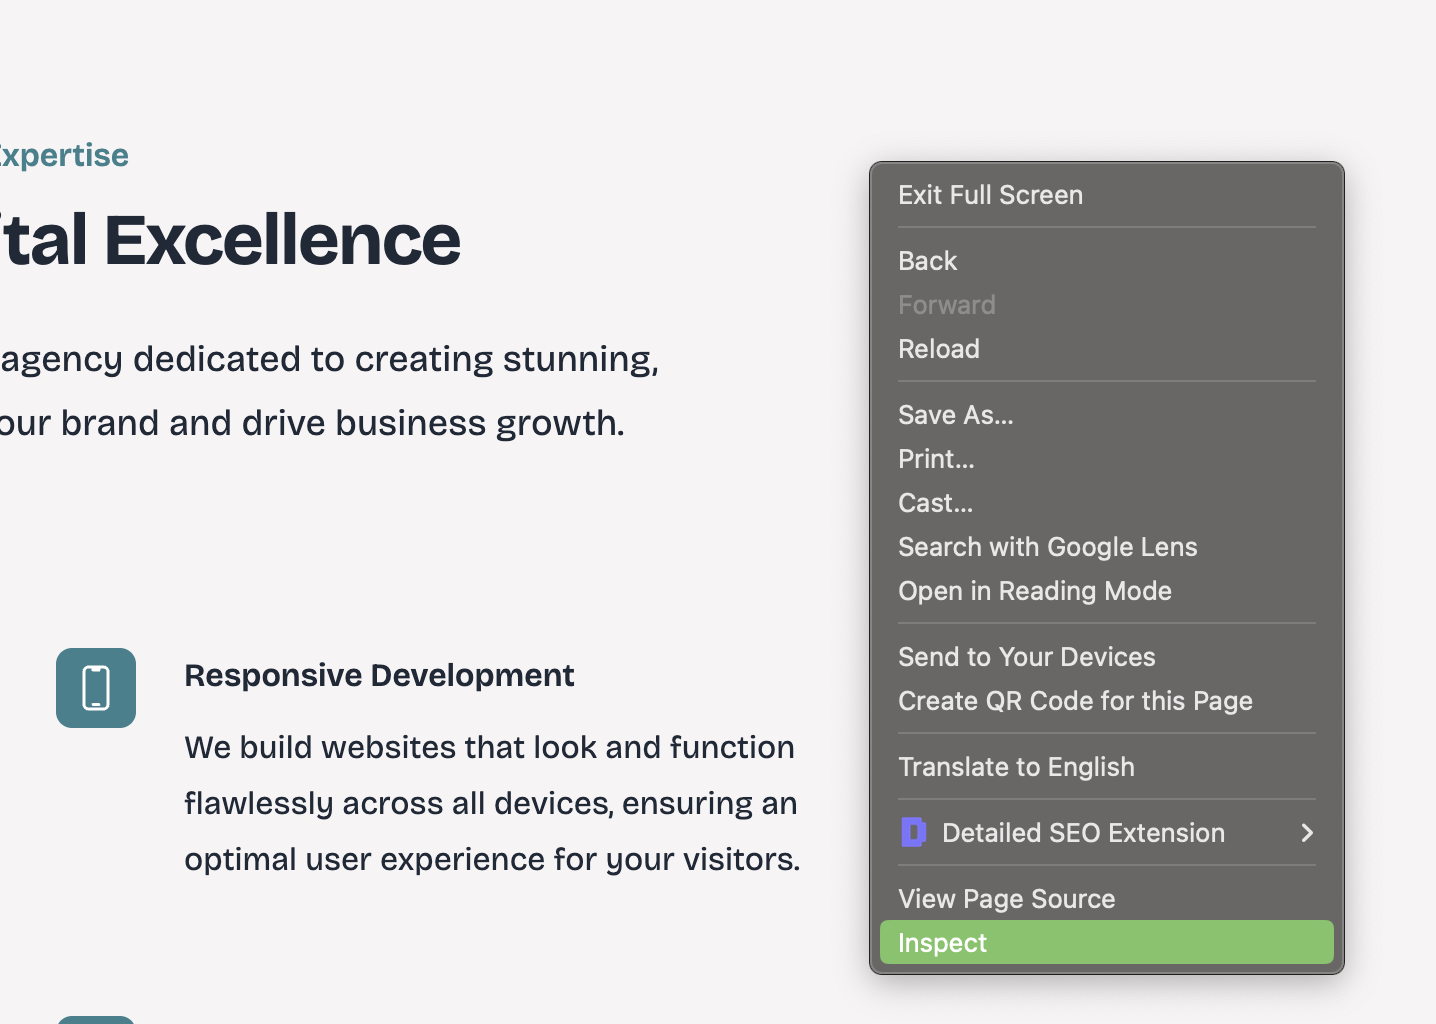 Expertise
ital Excellence
agency dedicated to creating stunning,
our brand and drive business growth.
Responsive Development
We build websites that look and function
flawlessly across all devices, ensuring an
optimal user experience for your visitors.
Exit Full Screen
Back
Forward
Reload
Save As...
Print...
Cast...
Search with Google Lens
Open in Reading Mode
Send to Your Devices
Create QR Code for this Page
Translate to English
Detailed SEO Extension
View Page Source
Inspect